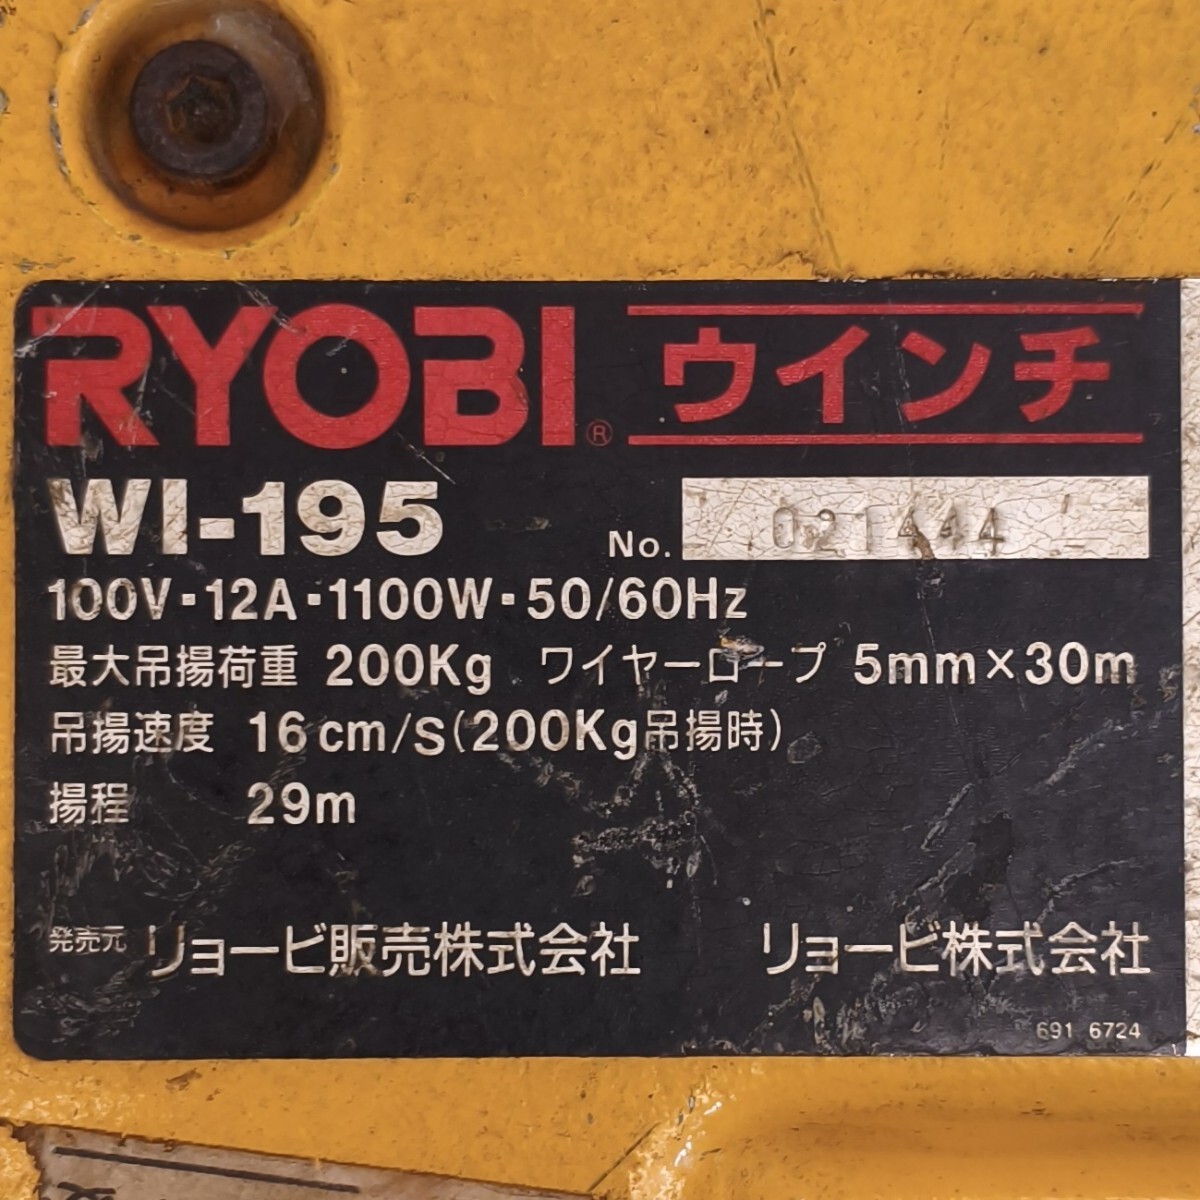 RYOBI® ウインチ
WI-195 No. 021444
100V・12A・1100W・50/60Hz
最大吊揚荷重 200Kg ワイヤーロープ 5mm×30m
吊揚速度 16cm/S(200Kg吊揚時)
揚程 29m
発売元 リョービ販売株式会社 リョービ株式会社
691 6724